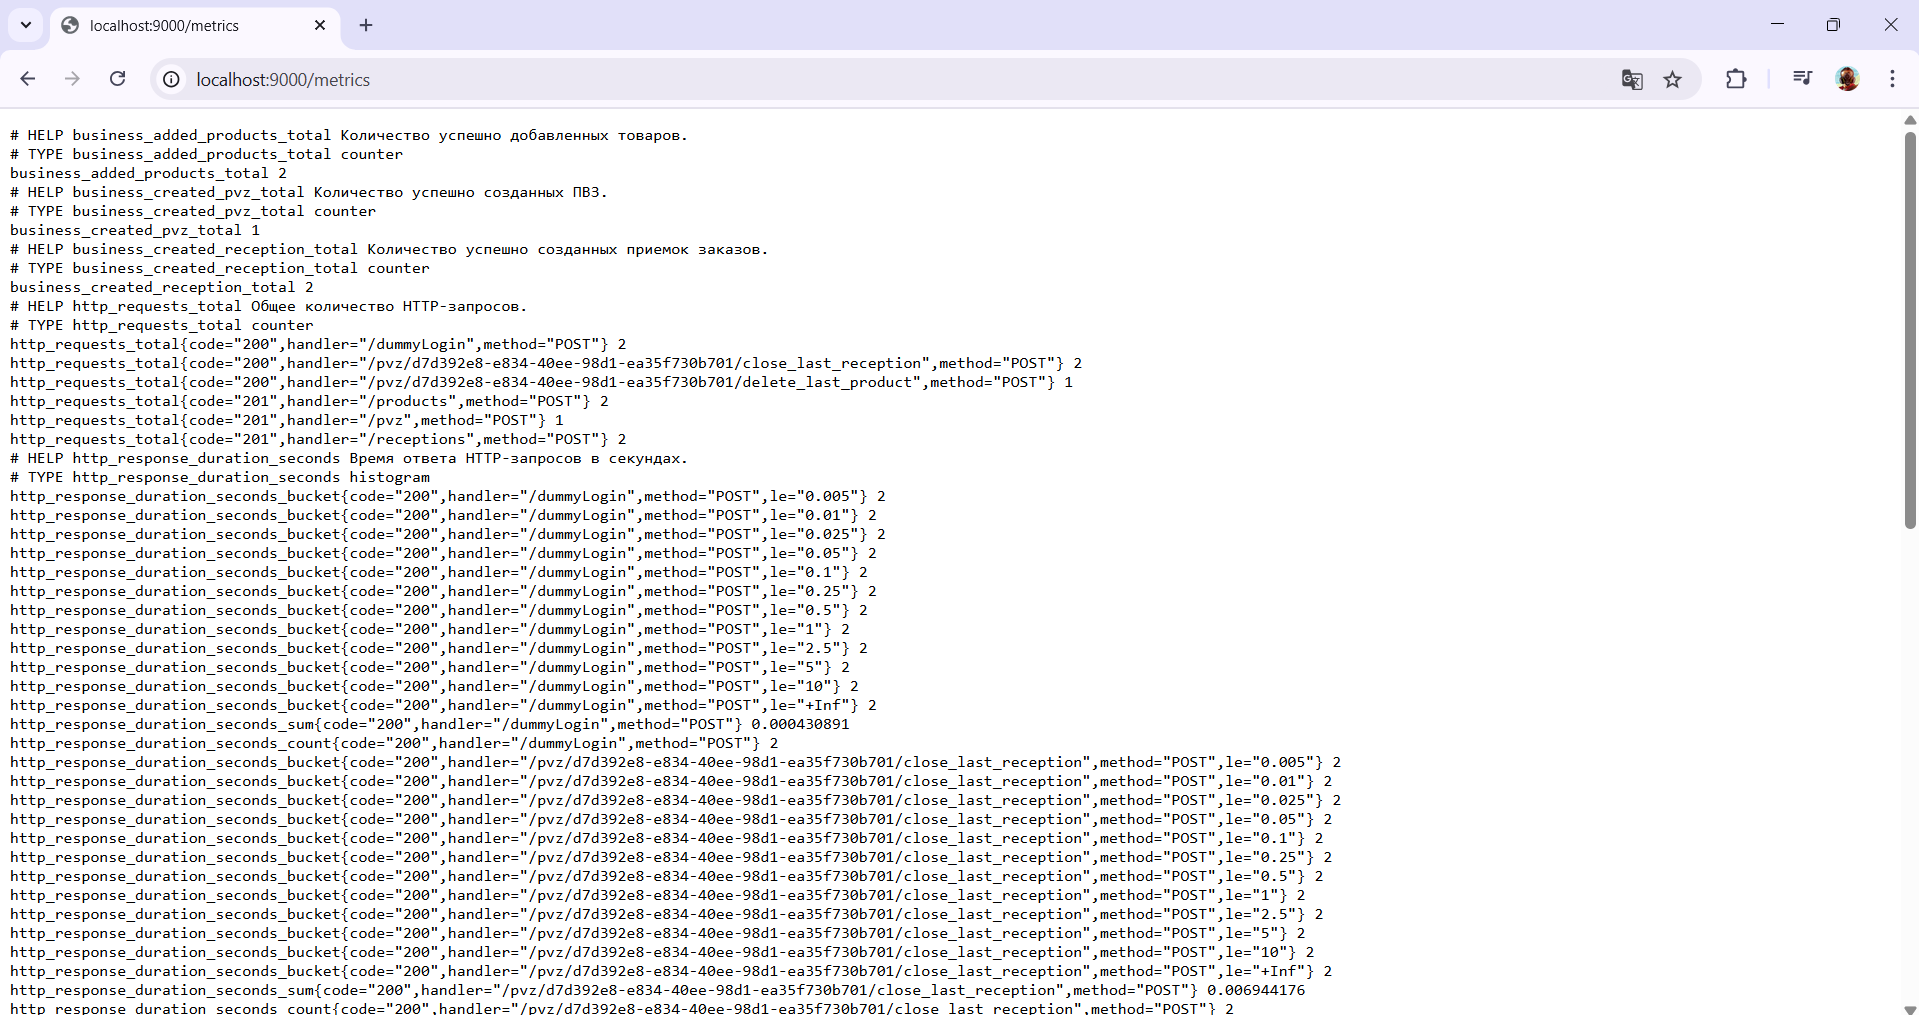 localhost:9000/metrics
localhost:9000/metrics
# HELP business_added_products_total Количество успешно добавленных товаров.
# TYPE business_added_products_total counter
business_added_products_total 2
# HELP business_created_pvz_total Количество успешно созданных ПВЗ.
# TYPE business_created_pvz_total counter
business_created_pvz_total 1
# HELP business_created_reception_total Количество успешно созданных приемок заказов.
# TYPE business_created_reception_total counter
business_created_reception_total 2
# HELP http_requests_total Общее количество HTTP-запросов.
# TYPE http_requests_total counter
http_requests_total{code="200",handler="/dummyLogin",method="POST"} 2
http_requests_total{code="200",handler="/pvz/d7d392e8-e834-40ee-98d1-ea35f730b701/close_last_reception",method="POST"} 2
http_requests_total{code="200",handler="/pvz/d7d392e8-e834-40ee-98d1-ea35f730b701/delete_last_product",method="POST"} 1
http_requests_total{code="201",handler="/products",method="POST"} 2
http_requests_total{code="201",handler="/pvz",method="POST"} 1
http_requests_total{code="201",handler="/receptions",method="POST"} 2
# HELP http_response_duration_seconds Время ответа HTTP-запросов в секундах.
# TYPE http_response_duration_seconds histogram
http_response_duration_seconds_bucket{code="200",handler="/dummyLogin",method="POST",le="0.005"} 2
http_response_duration_seconds_bucket{code="200",handler="/dummyLogin",method="POST",le="0.01"} 2
http_response_duration_seconds_bucket{code="200",handler="/dummyLogin",method="POST",le="0.025"} 2
http_response_duration_seconds_bucket{code="200",handler="/dummyLogin",method="POST",le="0.05"} 2
http_response_duration_seconds_bucket{code="200",handler="/dummyLogin",method="POST",le="0.1"} 2
http_response_duration_seconds_bucket{code="200",handler="/dummyLogin",method="POST",le="0.25"} 2
http_response_duration_seconds_bucket{code="200",handler="/dummyLogin",method="POST",le="0.5"} 2
http_response_duration_seconds_bucket{code="200",handler="/dummyLogin",method="POST",le="1"} 2
http_response_duration_seconds_bucket{code="200",handler="/dummyLogin",method="POST",le="2.5"} 2
http_response_duration_seconds_bucket{code="200",handler="/dummyLogin",method="POST",le="5"} 2
http_response_duration_seconds_bucket{code="200",handler="/dummyLogin",method="POST",le="10"} 2
http_response_duration_seconds_bucket{code="200",handler="/dummyLogin",method="POST",le="+Inf"} 2
http_response_duration_seconds_sum{code="200",handler="/dummyLogin",method="POST"} 0.000430891
http_response_duration_seconds_count{code="200",handler="/dummyLogin",method="POST"} 2
http_response_duration_seconds_bucket{code="200",handler="/pvz/d7d392e8-e834-40ee-98d1-ea35f730b701/close_last_reception",method="POST",le="0.005"} 2
http_response_duration_seconds_bucket{code="200",handler="/pvz/d7d392e8-e834-40ee-98d1-ea35f730b701/close_last_reception",method="POST",le="0.01"} 2
http_response_duration_seconds_bucket{code="200",handler="/pvz/d7d392e8-e834-40ee-98d1-ea35f730b701/close_last_reception",method="POST",le="0.025"} 2
http_response_duration_seconds_bucket{code="200",handler="/pvz/d7d392e8-e834-40ee-98d1-ea35f730b701/close_last_reception",method="POST",le="0.05"} 2
http_response_duration_seconds_bucket{code="200",handler="/pvz/d7d392e8-e834-40ee-98d1-ea35f730b701/close_last_reception",method="POST",le="0.1"} 2
http_response_duration_seconds_bucket{code="200",handler="/pvz/d7d392e8-e834-40ee-98d1-ea35f730b701/close_last_reception",method="POST",le="0.25"} 2
http_response_duration_seconds_bucket{code="200",handler="/pvz/d7d392e8-e834-40ee-98d1-ea35f730b701/close_last_reception",method="POST",le="0.5"} 2
http_response_duration_seconds_bucket{code="200",handler="/pvz/d7d392e8-e834-40ee-98d1-ea35f730b701/close_last_reception",method="POST",le="1"} 2
http_response_duration_seconds_bucket{code="200",handler="/pvz/d7d392e8-e834-40ee-98d1-ea35f730b701/close_last_reception",method="POST",le="2.5"} 2
http_response_duration_seconds_bucket{code="200",handler="/pvz/d7d392e8-e834-40ee-98d1-ea35f730b701/close_last_reception",method="POST",le="5"} 2
http_response_duration_seconds_bucket{code="200",handler="/pvz/d7d392e8-e834-40ee-98d1-ea35f730b701/close_last_reception",method="POST",le="10"} 2
http_response_duration_seconds_bucket{code="200",handler="/pvz/d7d392e8-e834-40ee-98d1-ea35f730b701/close_last_reception",method="POST",le="+Inf"} 2
http_response_duration_seconds_sum{code="200",handler="/pvz/d7d392e8-e834-40ee-98d1-ea35f730b701/close_last_reception",method="POST"} 0.006944176
http_response_duration_seconds_count{code="200",handler="/pvz/d7d392e8-e834-40ee-98d1-ea35f730b701/close_last_reception",method="POST"} 2